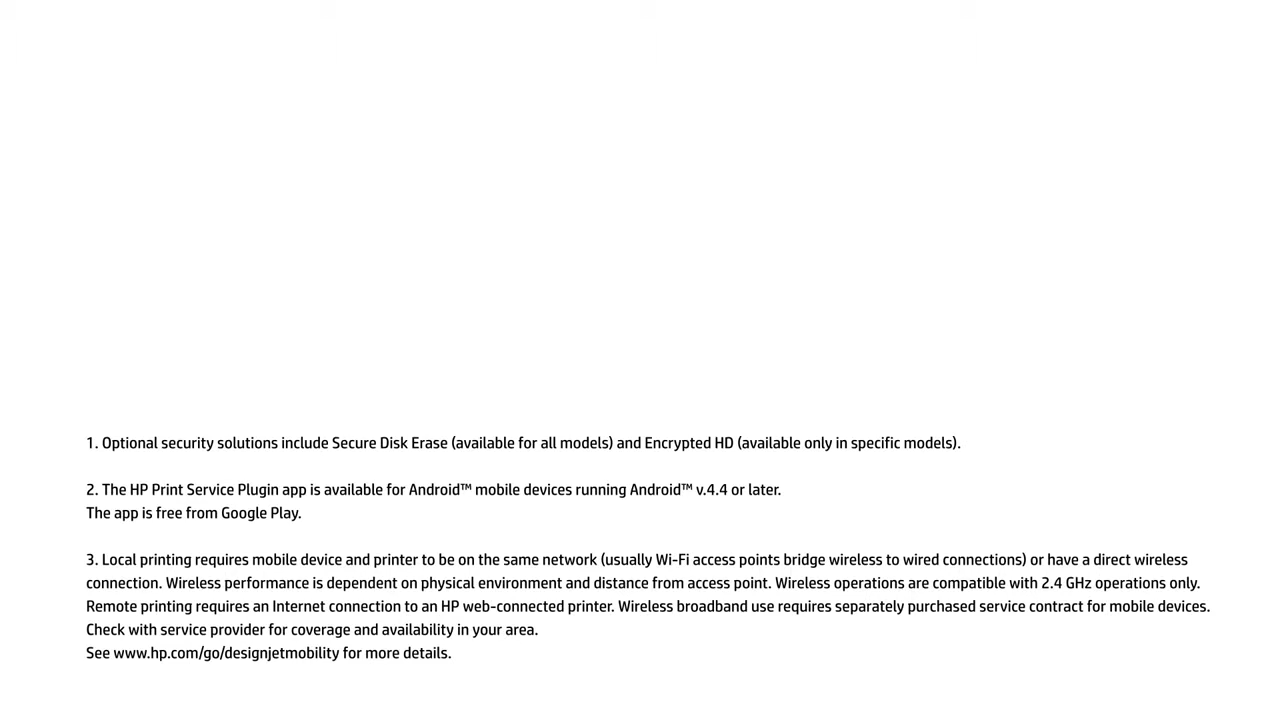 1. Optional security solutions include Secure Disk Erase (available for all models) and Encrypted HD (available only in specific models).
2. The HP Print Service Plugin app is available for Android™ mobile devices running Android™ v.4.4 or later.
The app is free from Google Play.
3. Local printing requires mobile device and printer to be on the same network (usually Wi-Fi access points bridge wireless to wired connections) or have a direct wireless
connection. Wireless performance is dependent on physical environment and distance from access point. Wireless operations are compatible with 2.4 GHz operations only.
Remote printing requires an Internet connection to an HP web-connected printer. Wireless broadband use requires separately purchased service contract for mobile devices.
Check with service provider for coverage and availability in your area.
See www.hp.com/go/designjetmobility for more details.